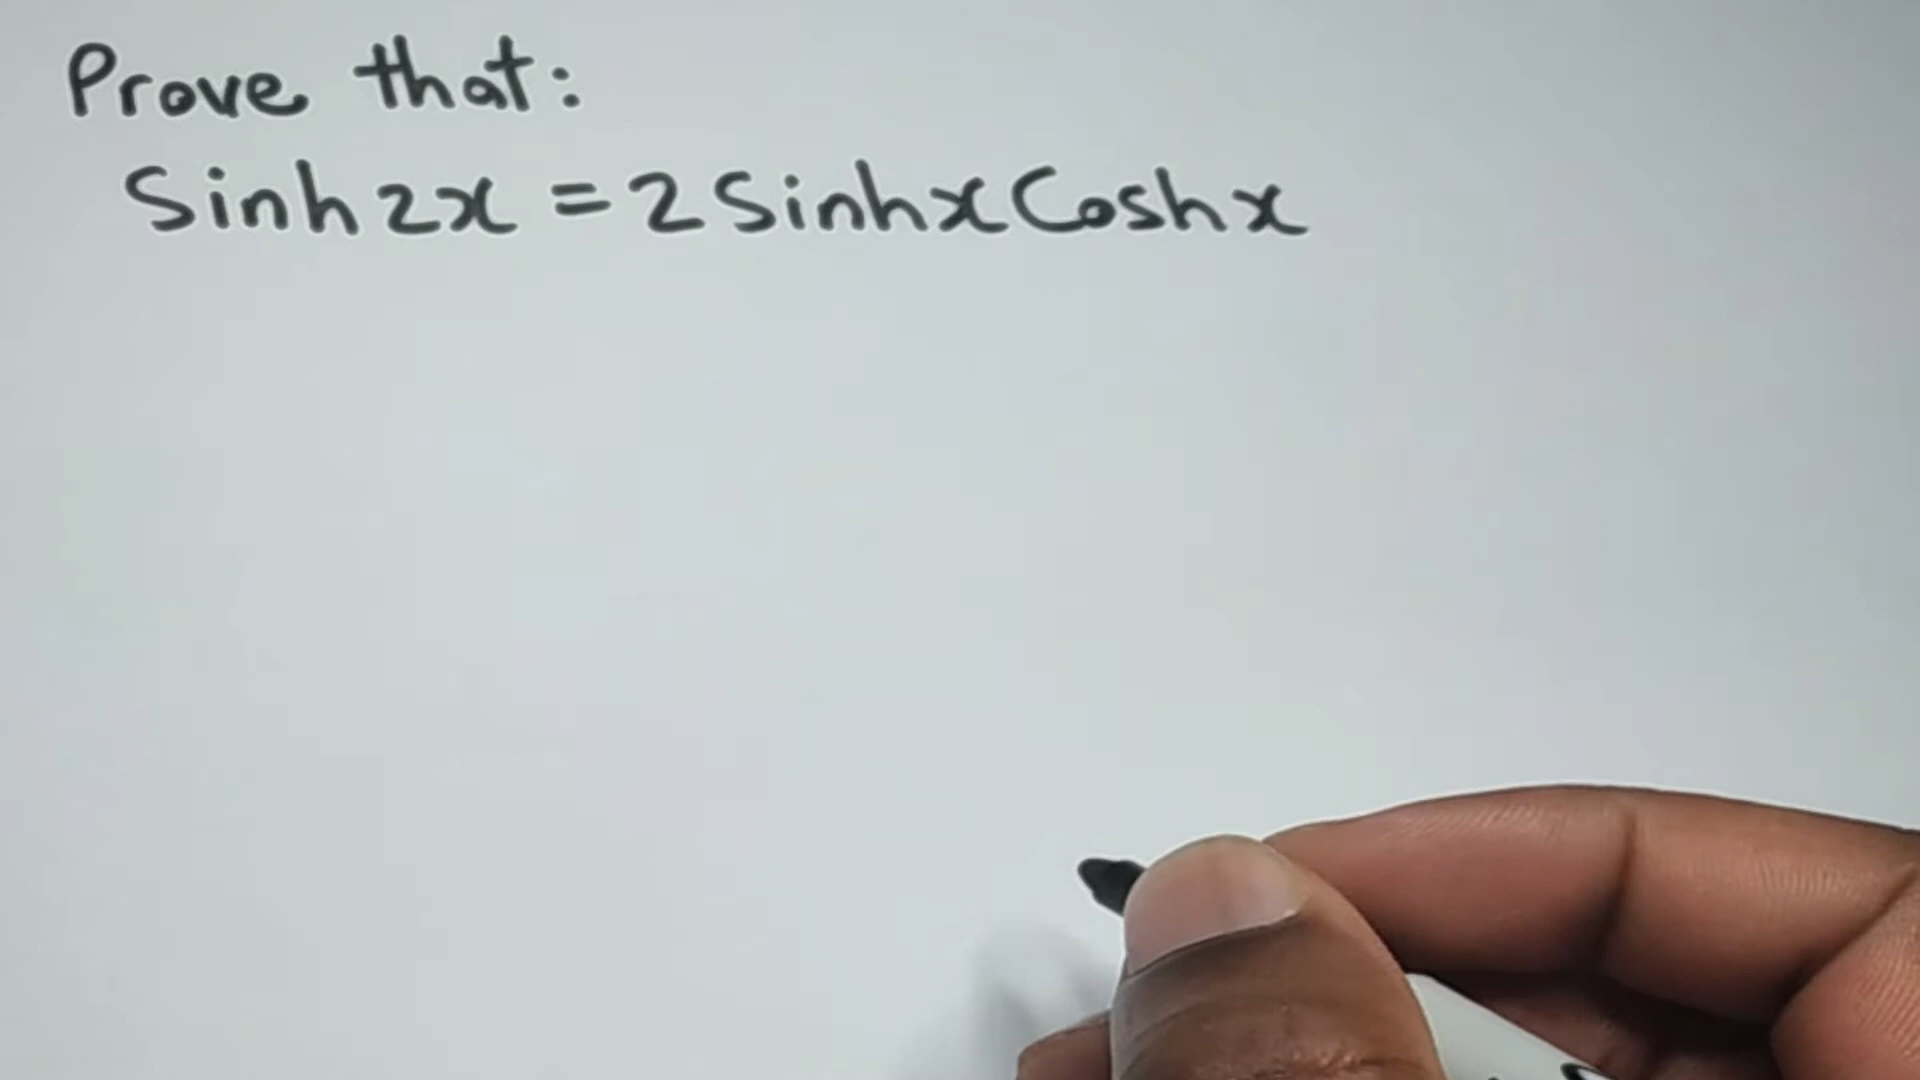 Prove that:
Sinh2x = 2SinhxCoshx